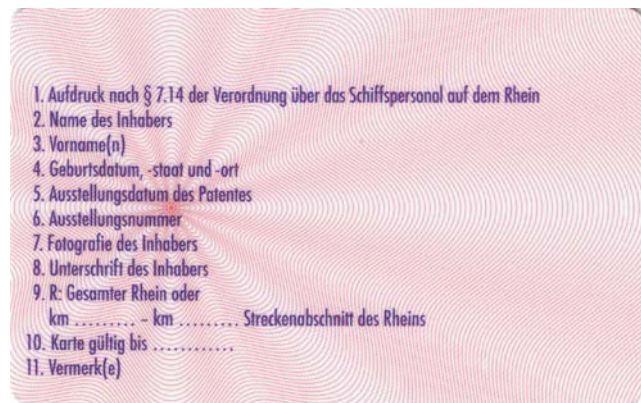 1. Aufdruck nach § 7.14 der Verordnung über das Schiffspersonal auf dem Rhein
2. Name des Inhabers
3. Vorname(n)
4. Geburtsdatum, -staat und -ort
5. Ausstellungsdatum des Patentes
6. Ausstellungsnummer
7. Fotografie des Inhabers
8. Unterschrift des Inhabers
9. R: Gesamter Rhein oder
km ......... – km ......... Streckenabschnitt des Rheins
10. Karte gültig bis ............
11. Vermerk(e)